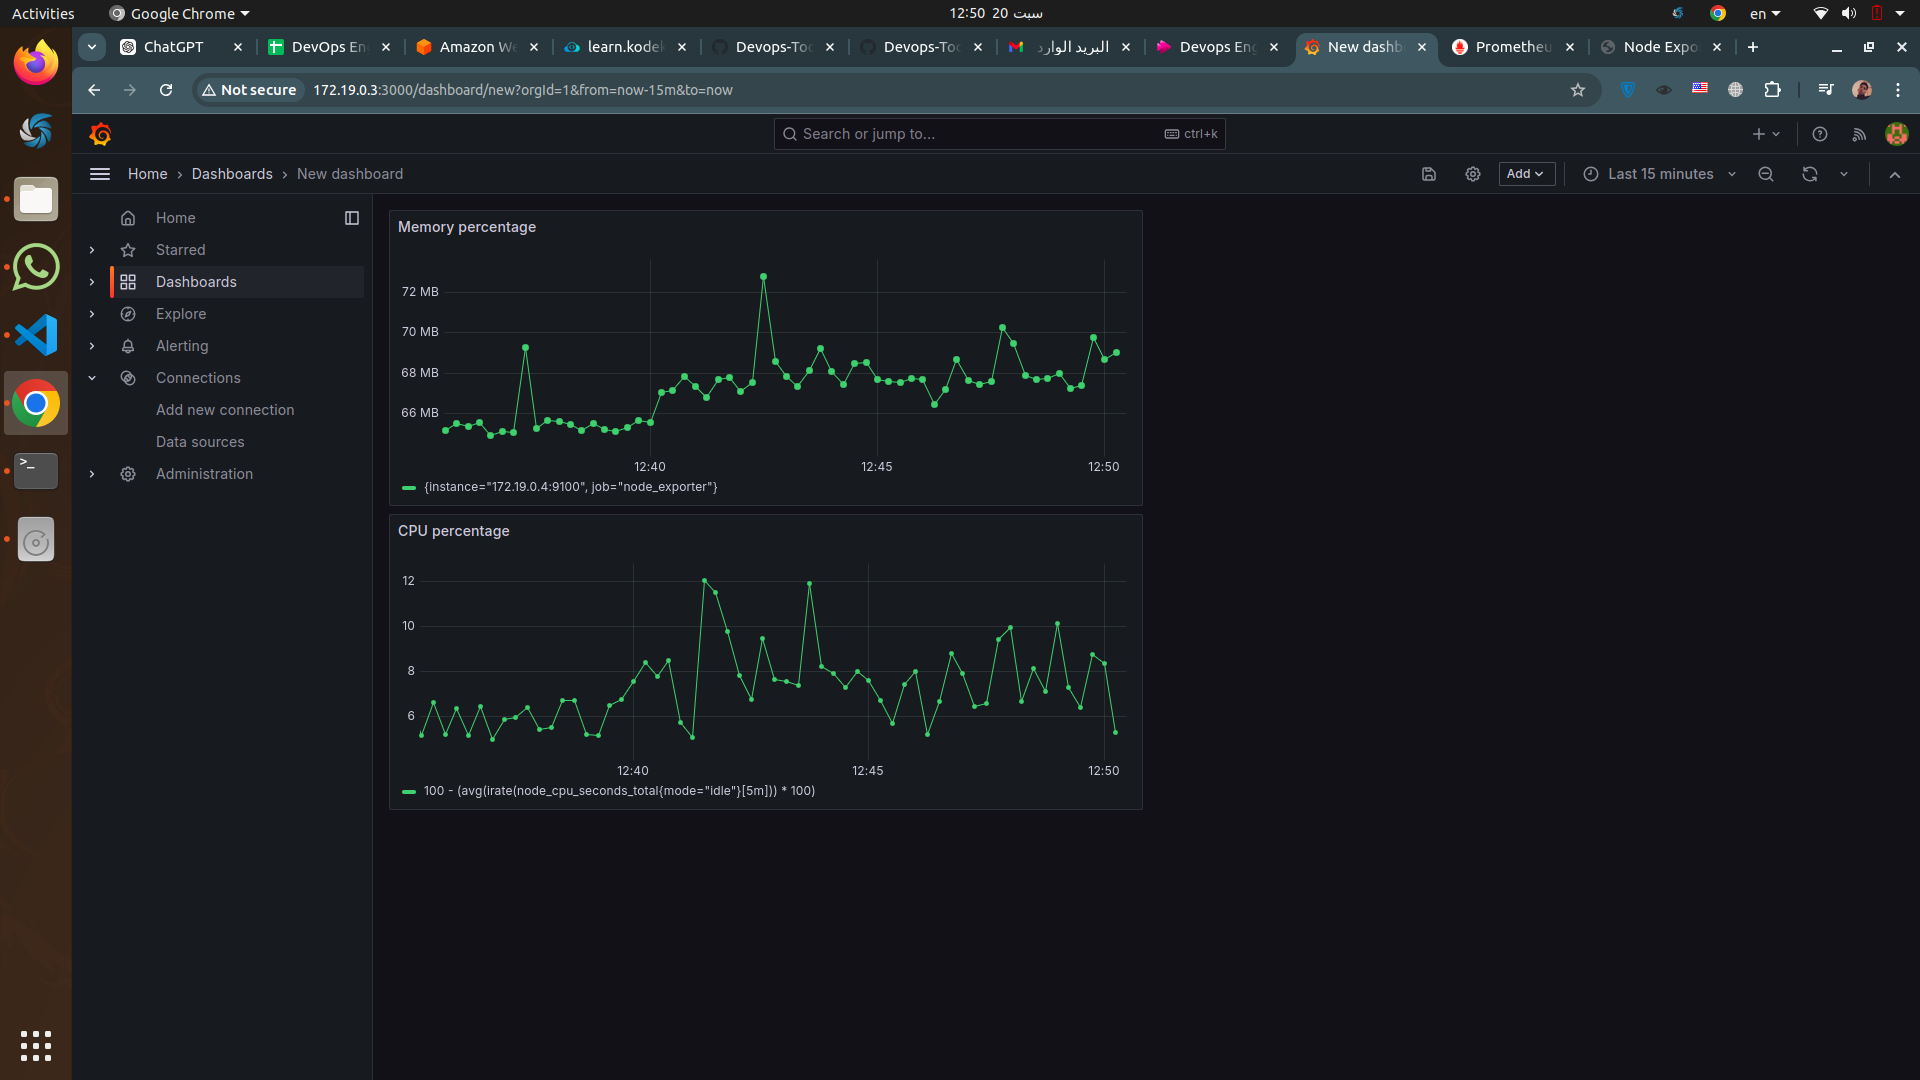 Activities
Google Chrome
12:50 20 سبت
en
ChatGPT
DevOps En
Amazon We
learn.kodek
Devops-Too
Devops-Too
البريد الوارد
Devops Eng
New dashb
Prometheu
Node Expo
Not secure
172.19.0.3:3000/dashboard/new?orgId=1&from=now-15m&to=now
Search or jump to...
ctrl+k
Home › Dashboards › New dashboard
Add
Last 15 minutes
Home
Starred
Dashboards
Explore
Alerting
Connections
Add new connection
Data sources
Administration
Memory percentage
72 MB
70 MB
68 MB
66 MB
12:40
12:45
12:50
{instance="172.19.0.4:9100", job="node_exporter"}
CPU percentage
12
10
8
6
12:40
12:45
12:50
100 - (avg(irate(node_cpu_seconds_total{mode="idle"}[5m])) * 100)